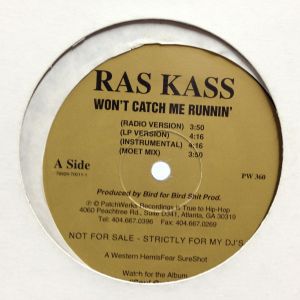 RAS KASS
WON'T CATCH ME RUNNIN'
(RADIO VERSION) 3:50
(LP VERSION) 4:16
(INSTRUMENTAL) 4:16
(MOET MIX) 3:50
A Side
PW 360
Produced by Bird for Bird Shit Prod.
℗ © PatchWerks Recordings is True to Hip-Hop
4060 Peachtree Rd., Suite D341, Atlanta, GA 30319
Tel: 404.667.0396 Fax: 404.667.0269
NOT FOR SALE - STRICTLY FOR MY DJ'S
A Western HemisFear SureShot
Watch for the Album